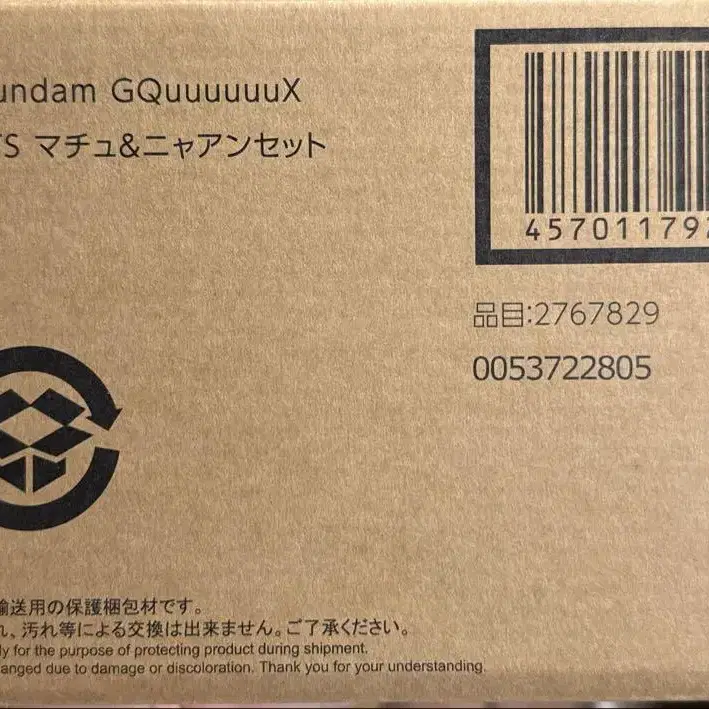 undam GQuuuuuuX
TS マチュ&ニャアンセット
457011792
品目:2767829
0053722805
輸送用の保護梱包材です。
れ、汚れ等による交換は出来ません。ご了承ください。
ly for the purpose of protecting product during shipment.
anged due to damage or discoloration. Thank you for your understanding.